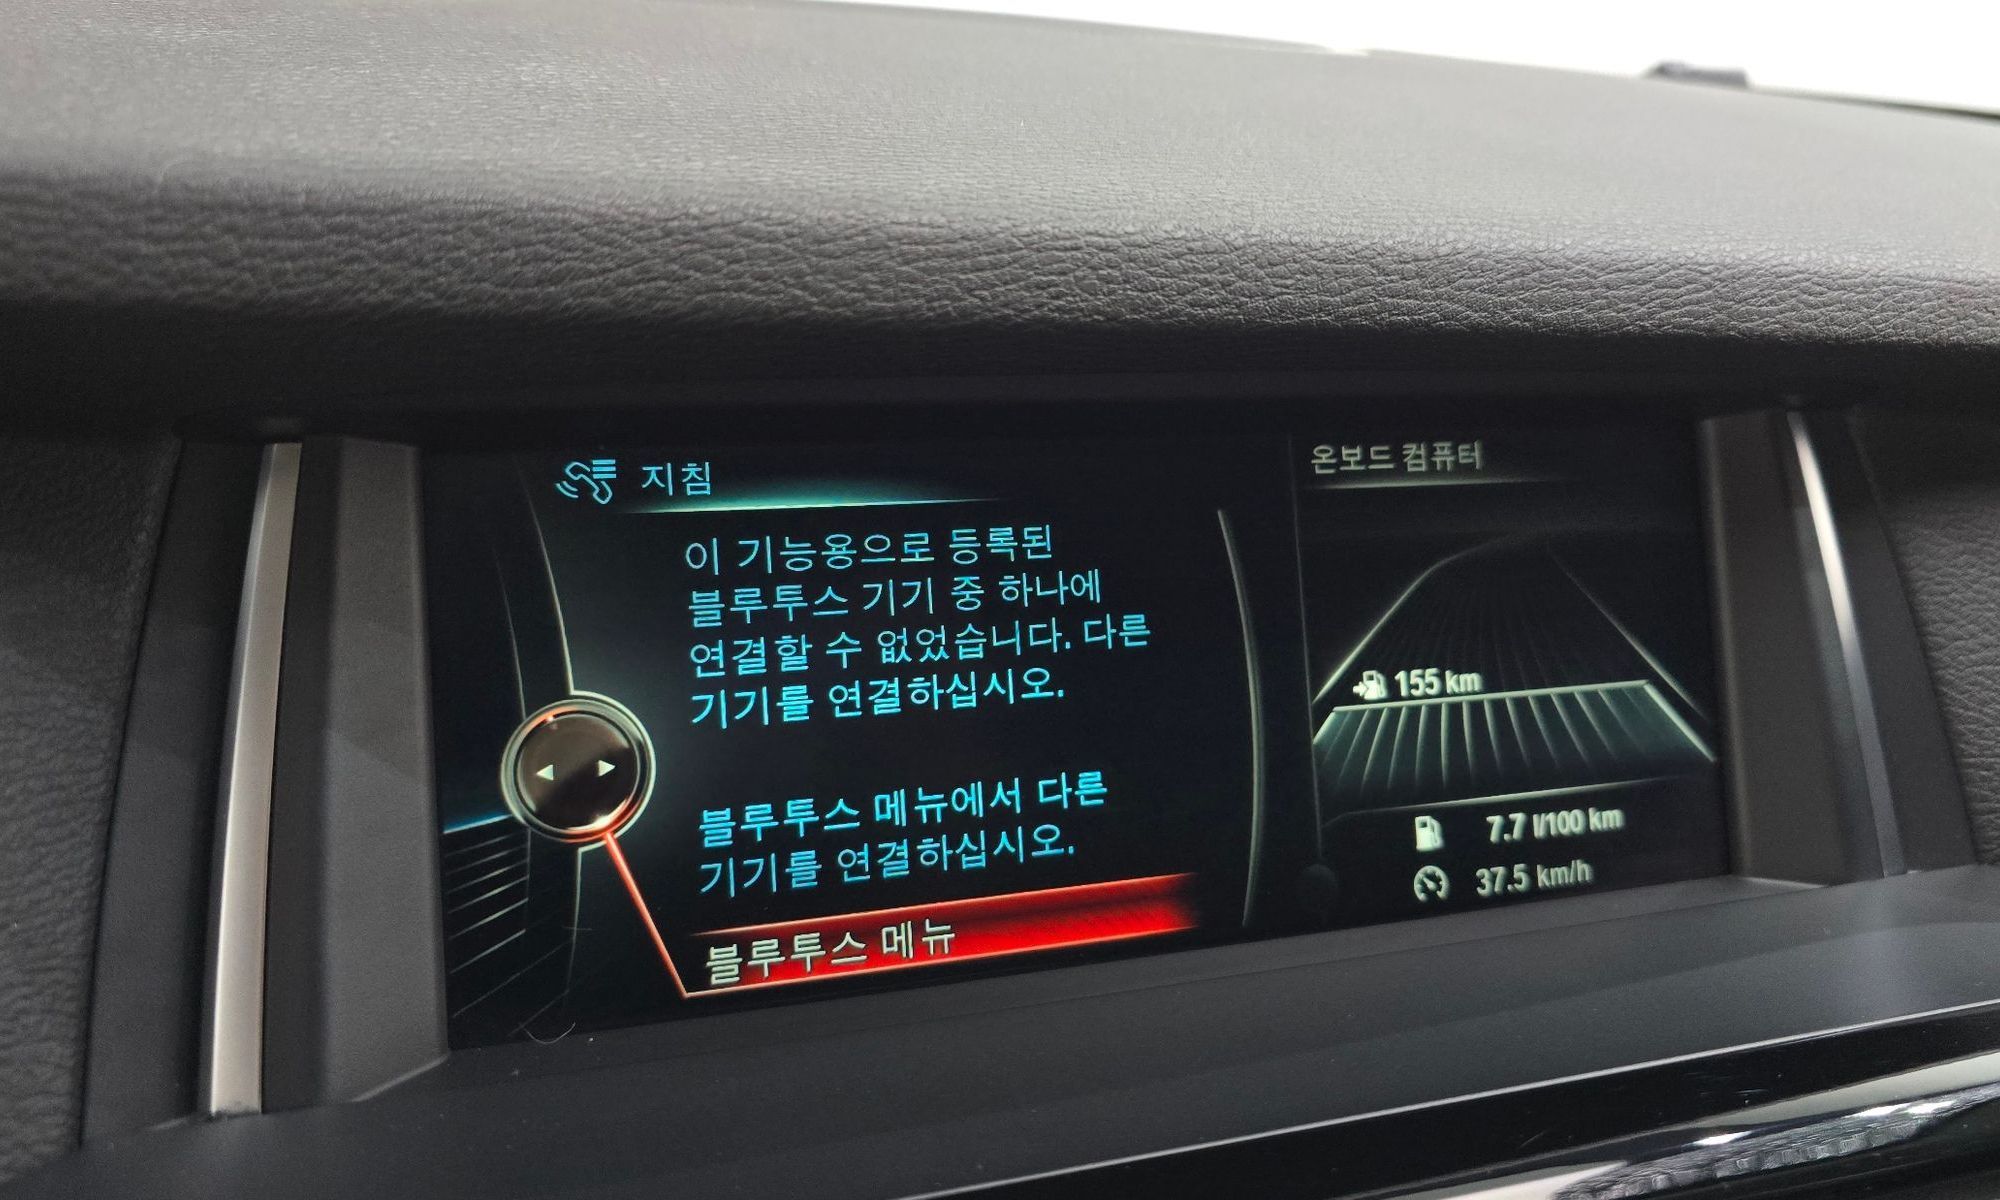 지침
이 기능용으로 등록된
블루투스 기기 중 하나에
연결할 수 없었습니다. 다른
기기를 연결하십시오.
블루투스 메뉴에서 다른
기기를 연결하십시오.
블루투스 메뉴
온보드 컴퓨터
155 km
7.7 l/100 km
37.5 km/h